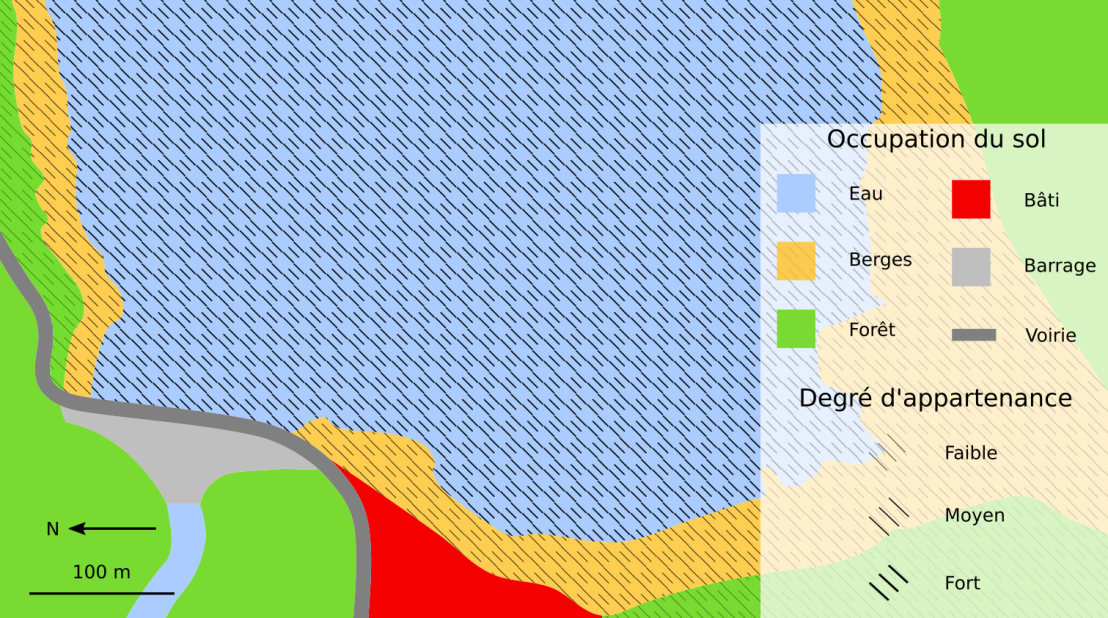 Occupation du sol
Eau
Bâti
Berges
Barrage
Forêt
Voirie
Degré d'appartenance
Faible
Moyen
Fort
N
100 m